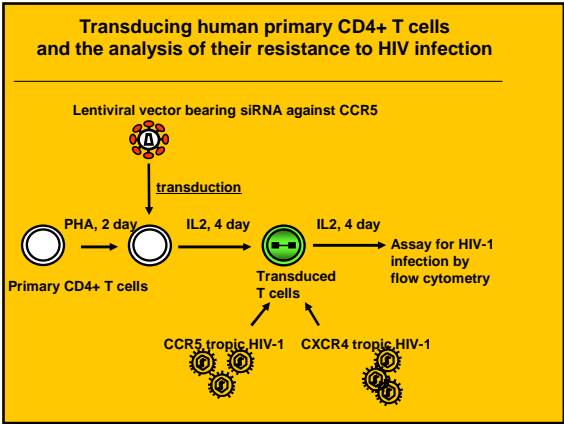 Transducing human primary CD4+ T cells
and the analysis of their resistance to HIV infection
Lentiviral vector bearing siRNA against CCR5
transduction
PHA, 2 day
IL2, 4 day
IL2, 4 day
Primary CD4+ T cells
Transduced
T cells
Assay for HIV-1
infection by
flow cytometry
CCR5 tropic HIV-1
CXCR4 tropic HIV-1